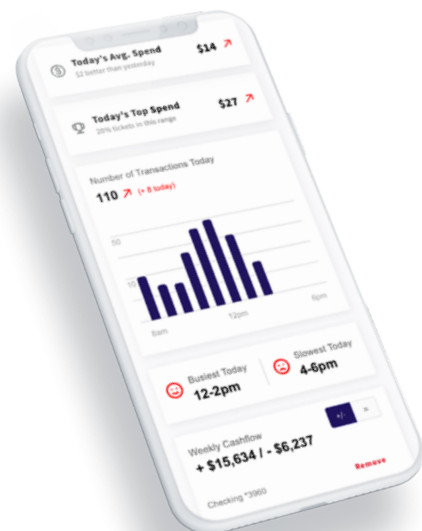 Today's Avg. Spend
$2 better than yesterday
$14
Today's Top Spend
20% tickets in this range
$27
Number of Transactions Today
110 (+ 8 today)
50
10
8am 12pm 6pm
Busiest Today
12-2pm
Slowest Today
4-6pm
Weekly Cashflow
+ $15,634 / - $6,237
+/-
Remove
Checking *3960